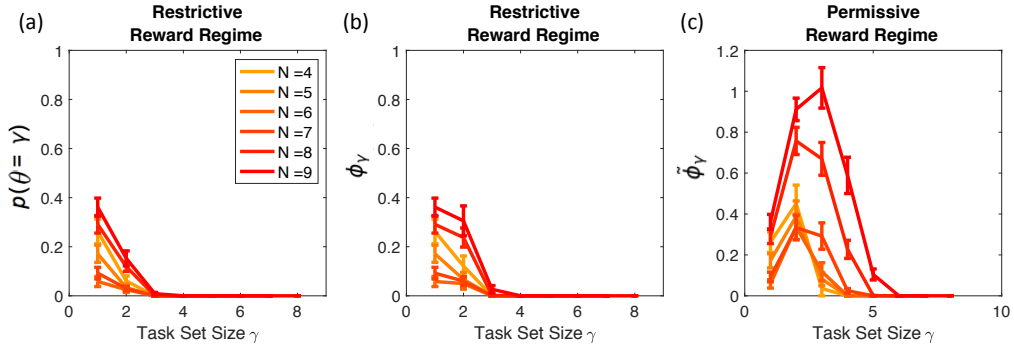 (a)
Restrictive
Reward Regime
p(θ = γ)
1
0.8
0.6
0.4
0.2
0
0 2 4 6 8
Task Set Size γ
N =4
N =5
N =6
N =7
N =8
N =9
(b)
Restrictive
Reward Regime
ϕγ
1
0.8
0.6
0.4
0.2
0
0 2 4 6 8
Task Set Size γ
(c)
Permissive
Reward Regime
ϕ̃γ
1.2
1
0.8
0.6
0.4
0.2
0
0 5 10
Task Set Size γ